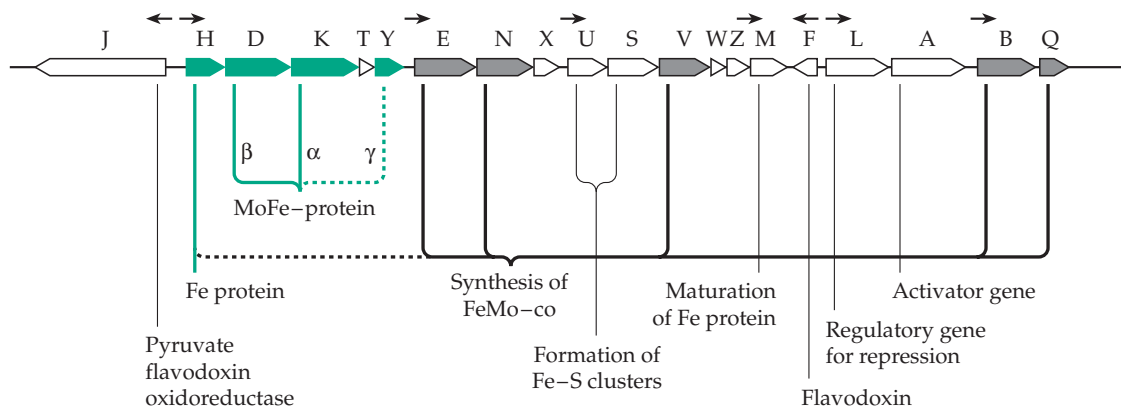 J H D K T Y E N X U S V W Z M F L A B Q
β α γ
MoFe–protein
Fe protein
Synthesis of
FeMo–co
Maturation
of Fe protein
Activator gene
Pyruvate
flavodoxin
oxidoreductase
Formation of
Fe–S clusters
Regulatory gene
for repression
Flavodoxin